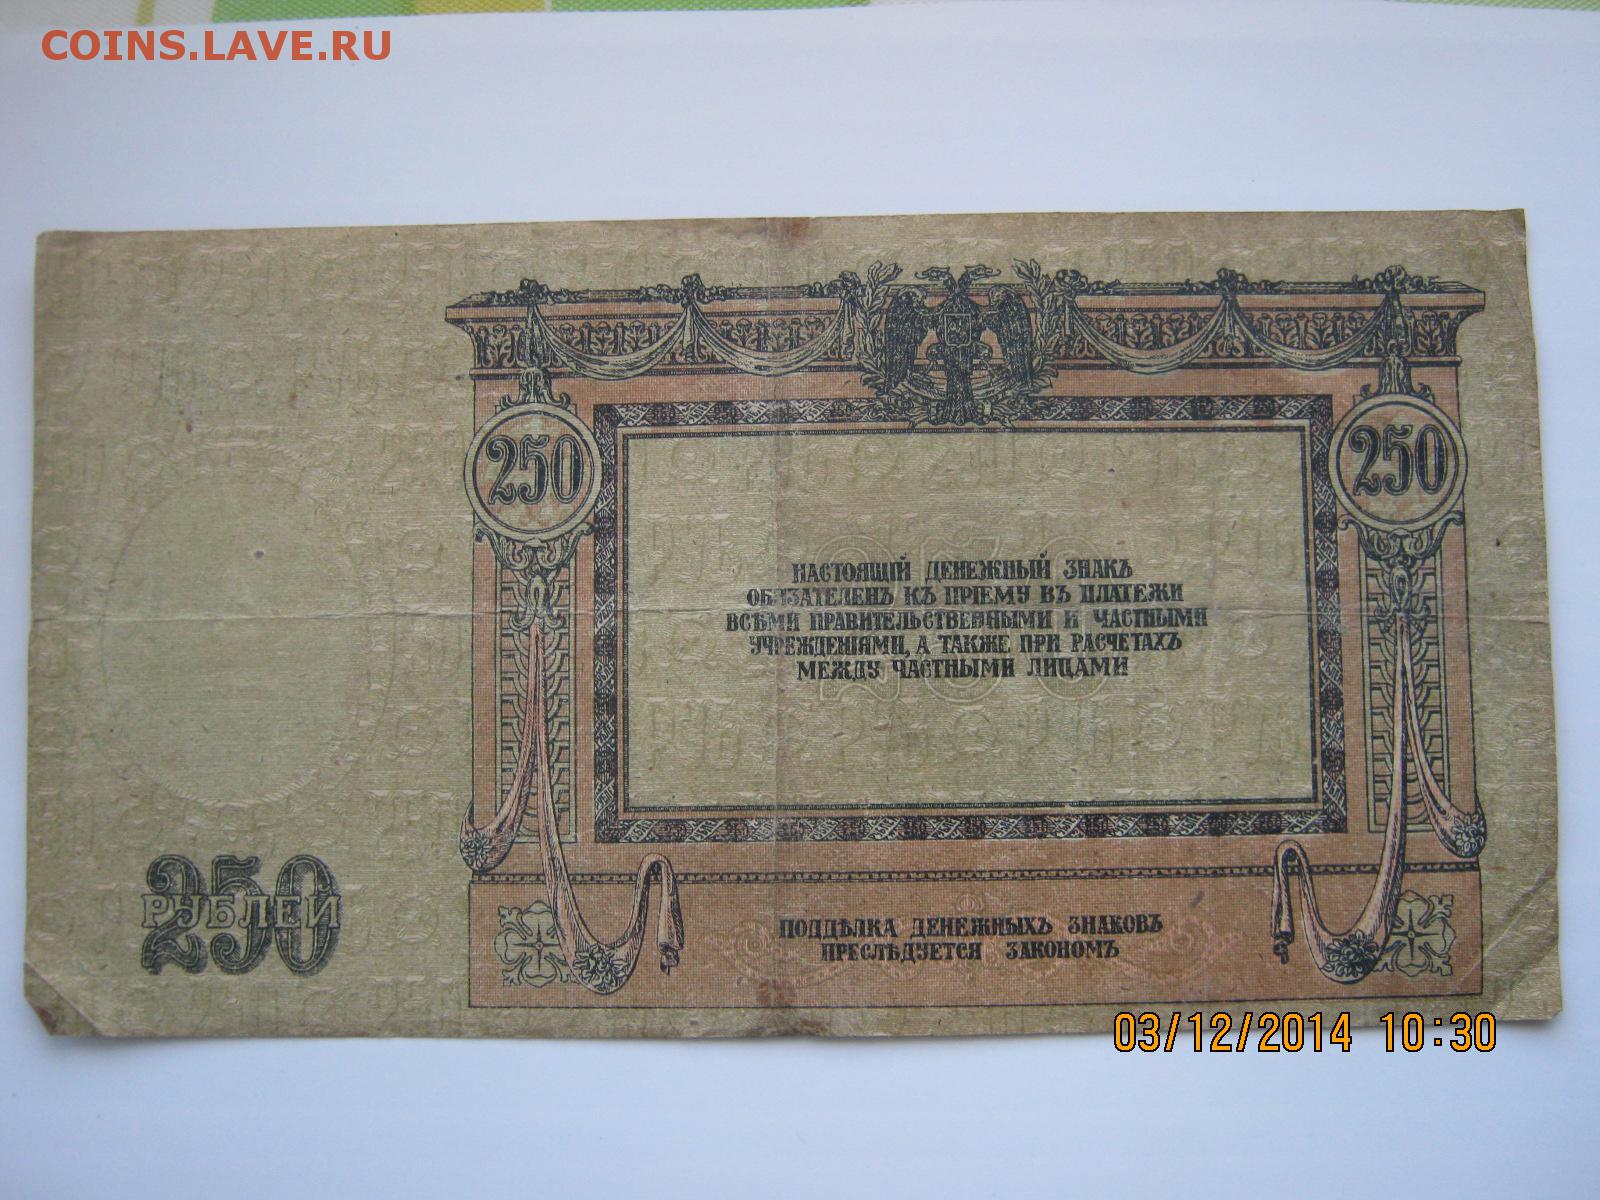 COINS.LAVE.RU
250
250
НАСТОЯЩІЙ ДЕНЕЖНЫЙ ЗНАКЪ
ОБЯЗАТЕЛЕНЪ КЪ ПРІЕМУ ВЪ ПЛАТЕЖИ
ВСѢМИ ПРАВИТЕЛЬСТВЕННЫМИ И ЧАСТНЫМИ
УЧРЕЖДЕНІЯМИ, А ТАКЖЕ ПРИ РАСЧЕТАХЪ
МЕЖДУ ЧАСТНЫМИ ЛИЦАМИ
250
РУБЛЕЙ
ПОДДѢЛКА ДЕНЕЖНЫХЪ ЗНАКОВЪ
ПРЕСЛѢДУЕТСЯ ЗАКОНОМЪ
03/12/2014 10:30